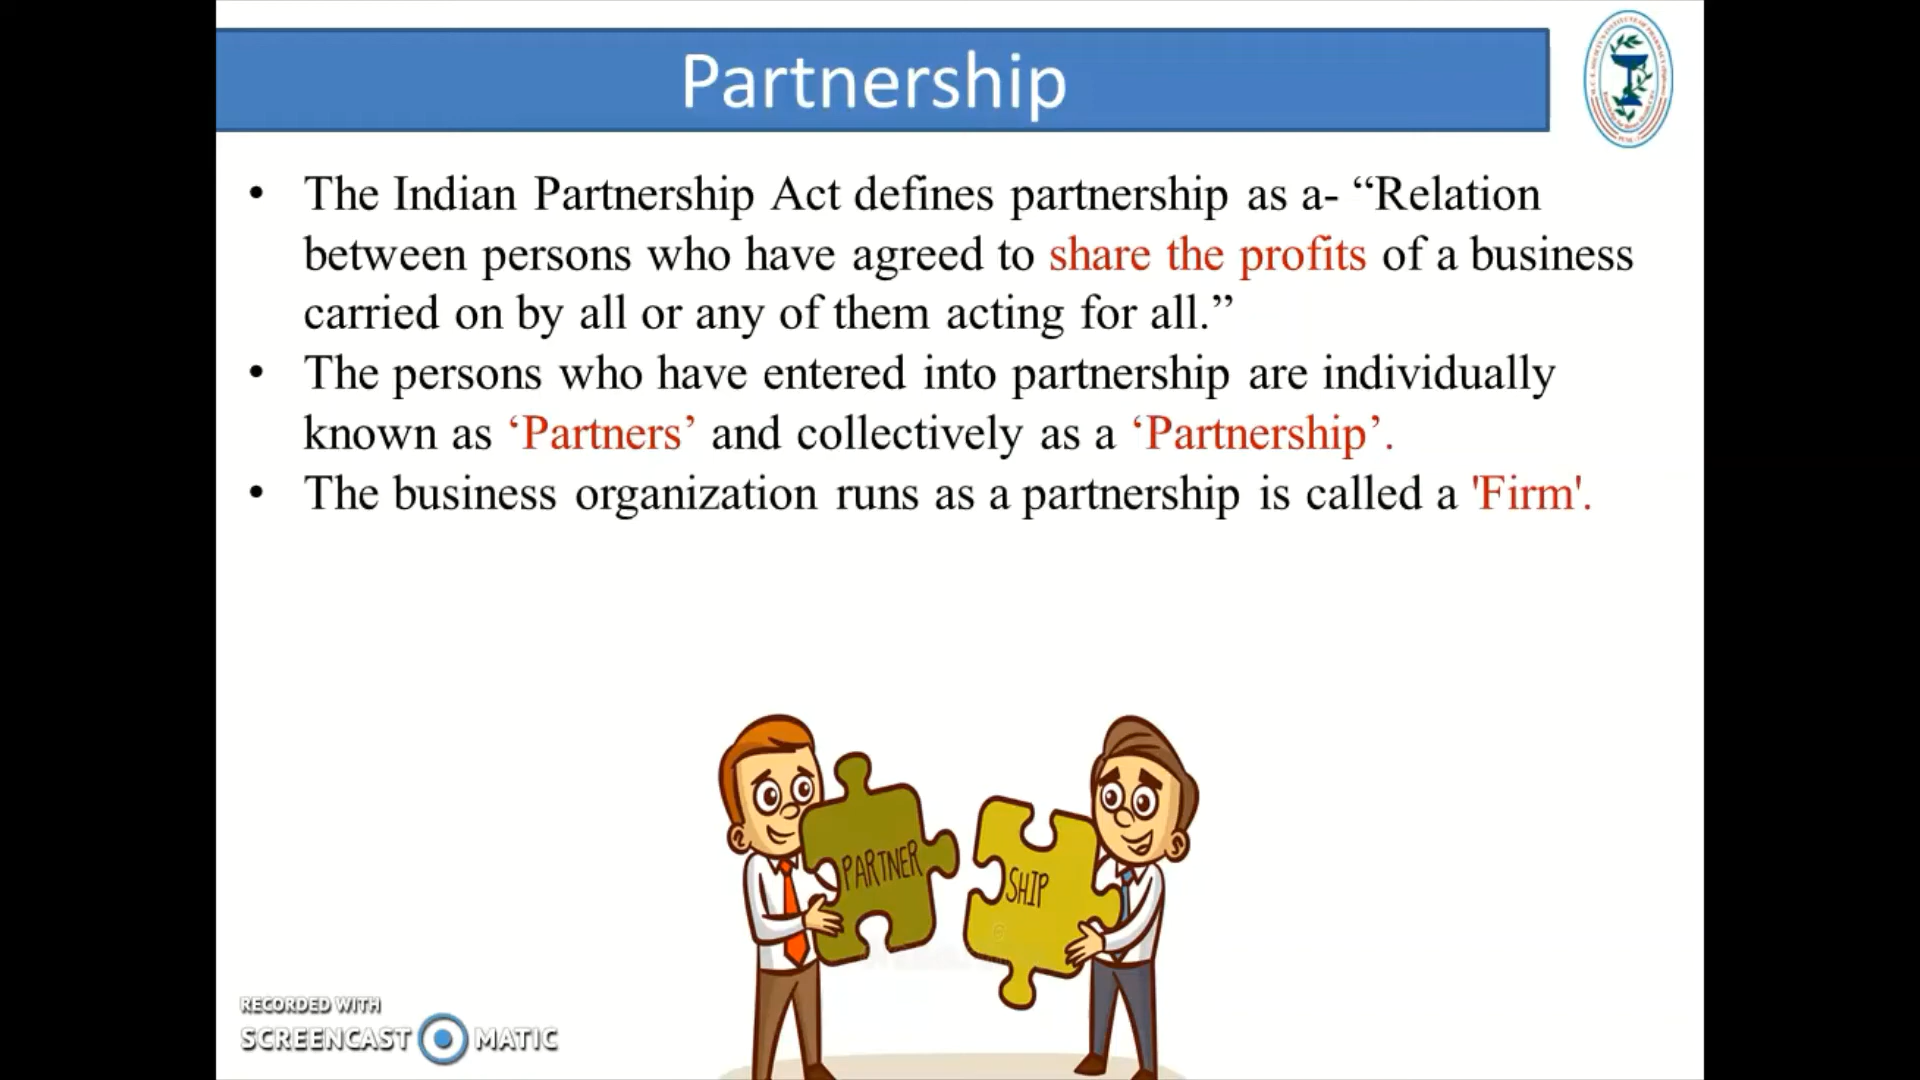 Partnership
• The Indian Partnership Act defines partnership as a- “Relation
between persons who have agreed to share the profits of a business
carried on by all or any of them acting for all.”
• The persons who have entered into partnership are individually
known as ‘Partners’ and collectively as a ‘Partnership’.
• The business organization runs as a partnership is called a 'Firm'.
PARTNER
SHIP
RECORDED WITH
SCREENCAST MATIC